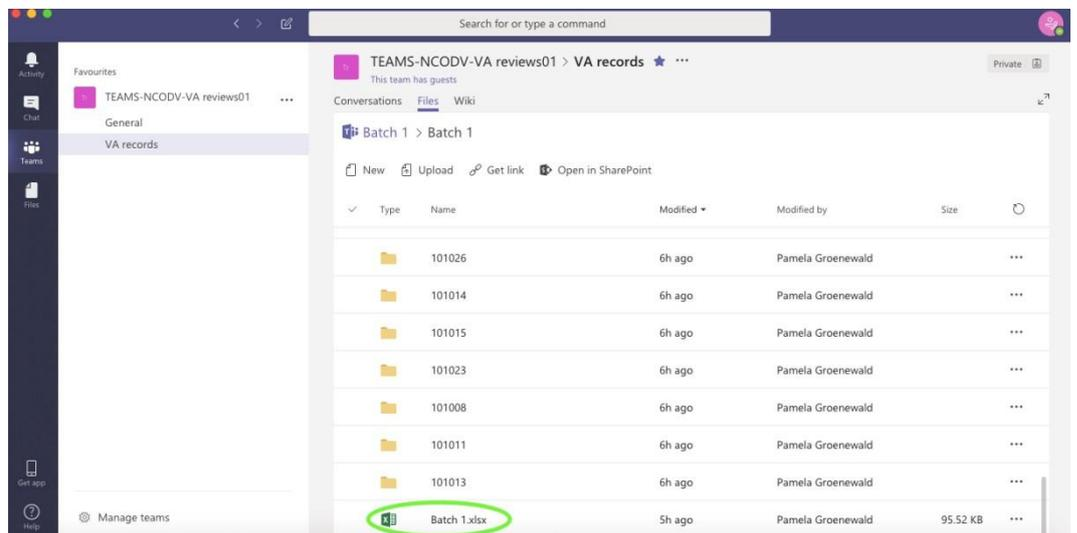 Search for or type a command
Activity
Chat
Teams
Files
Get app
Help
Favourites
TEAMS-NCODV-VA reviews01 ...
General
VA records
Manage teams
TEAMS-NCODV-VA reviews01 > VA records ...
This team has guests
Private
Conversations Files Wiki
Batch 1 > Batch 1
New Upload Get link Open in SharePoint
Type Name Modified Modified by Size
101026 6h ago Pamela Groenewald ...
101014 6h ago Pamela Groenewald ...
101015 6h ago Pamela Groenewald ...
101023 6h ago Pamela Groenewald ...
101008 6h ago Pamela Groenewald ...
101011 6h ago Pamela Groenewald ...
101013 6h ago Pamela Groenewald ...
Batch 1.xlsx 5h ago Pamela Groenewald 95.52 KB ...